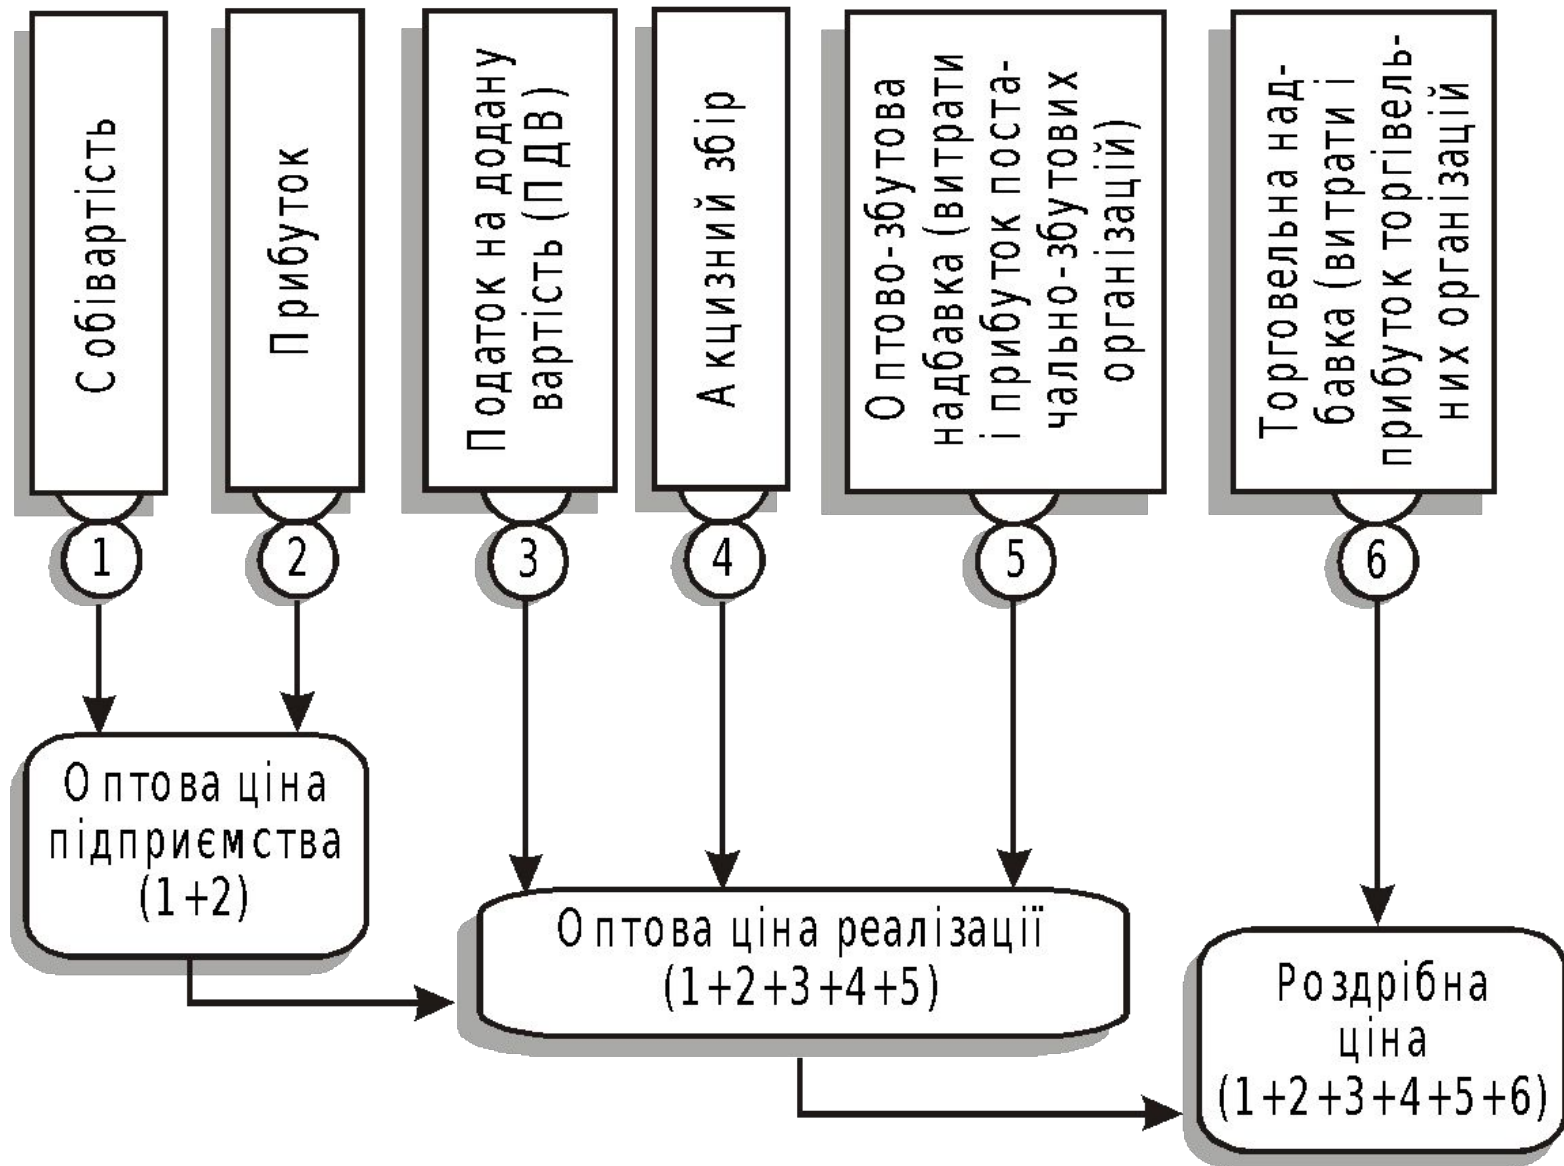 Собівартість
Прибуток
Податок на додану
вартість (ПДВ)
Акцизний збір
Оптово-збутова
надбавка (витрати
і прибуток поста-
чально-збутових
організацій)
Торговельна над-
бавка (витрати і
прибуток торгівель-
них організацій
1
2
3
4
5
6
Оптова ціна
підприємства
(1+2)
Оптова ціна реалізації
(1+2+3+4+5)
Роздрібна
ціна
(1+2+3+4+5+6)